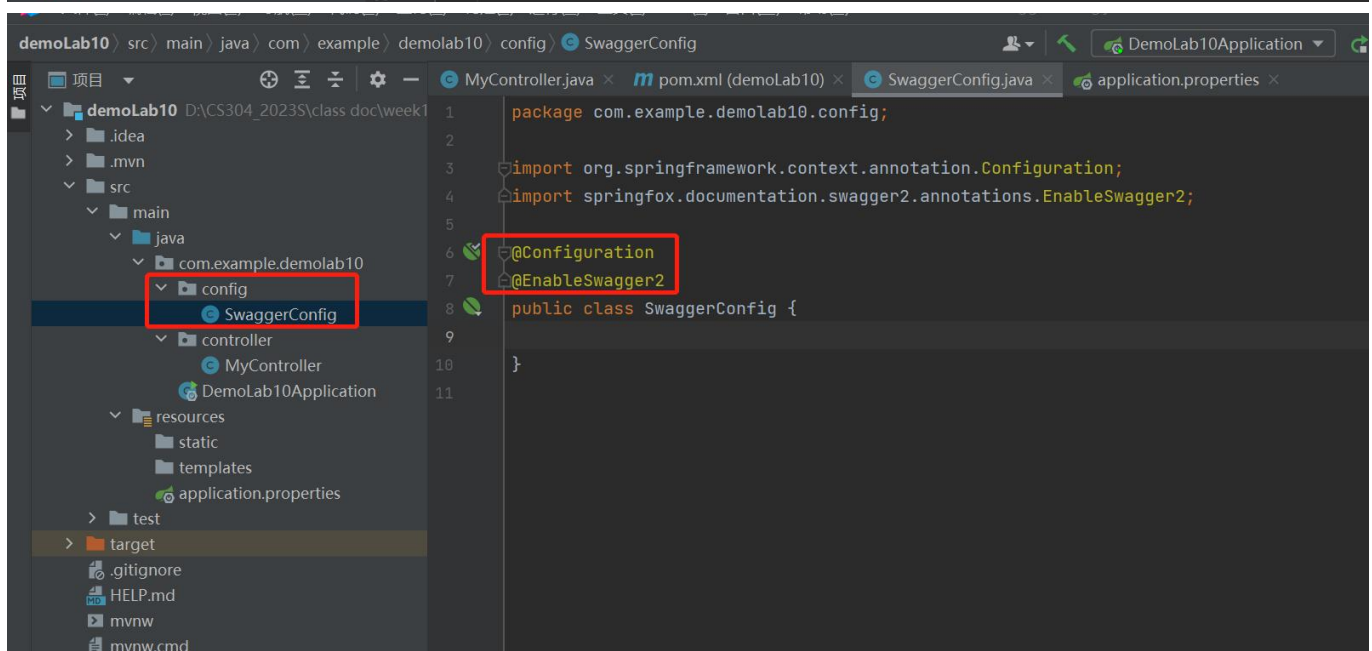 demoLab10 〉 src 〉 main 〉 java 〉 com 〉 example 〉 demolab10 〉 config 〉 SwaggerConfig
DemoLab10Application
项目
项目
MyController.java
pom.xml (demoLab10)
SwaggerConfig.java
application.properties
demoLab10 D:\CS304_2023S\class doc\week1
.idea
.mvn
src
main
java
com.example.demolab10
config
SwaggerConfig
controller
MyController
DemoLab10Application
resources
static
templates
application.properties
test
target
.gitignore
HELP.md
mvnw
mvnw.cmd
1 package com.example.demolab10.config;
2
3 import org.springframework.context.annotation.Configuration;
4 import springfox.documentation.swagger2.annotations.EnableSwagger2;
5
6 @Configuration
7 @EnableSwagger2
8 public class SwaggerConfig {
9
10 }
11